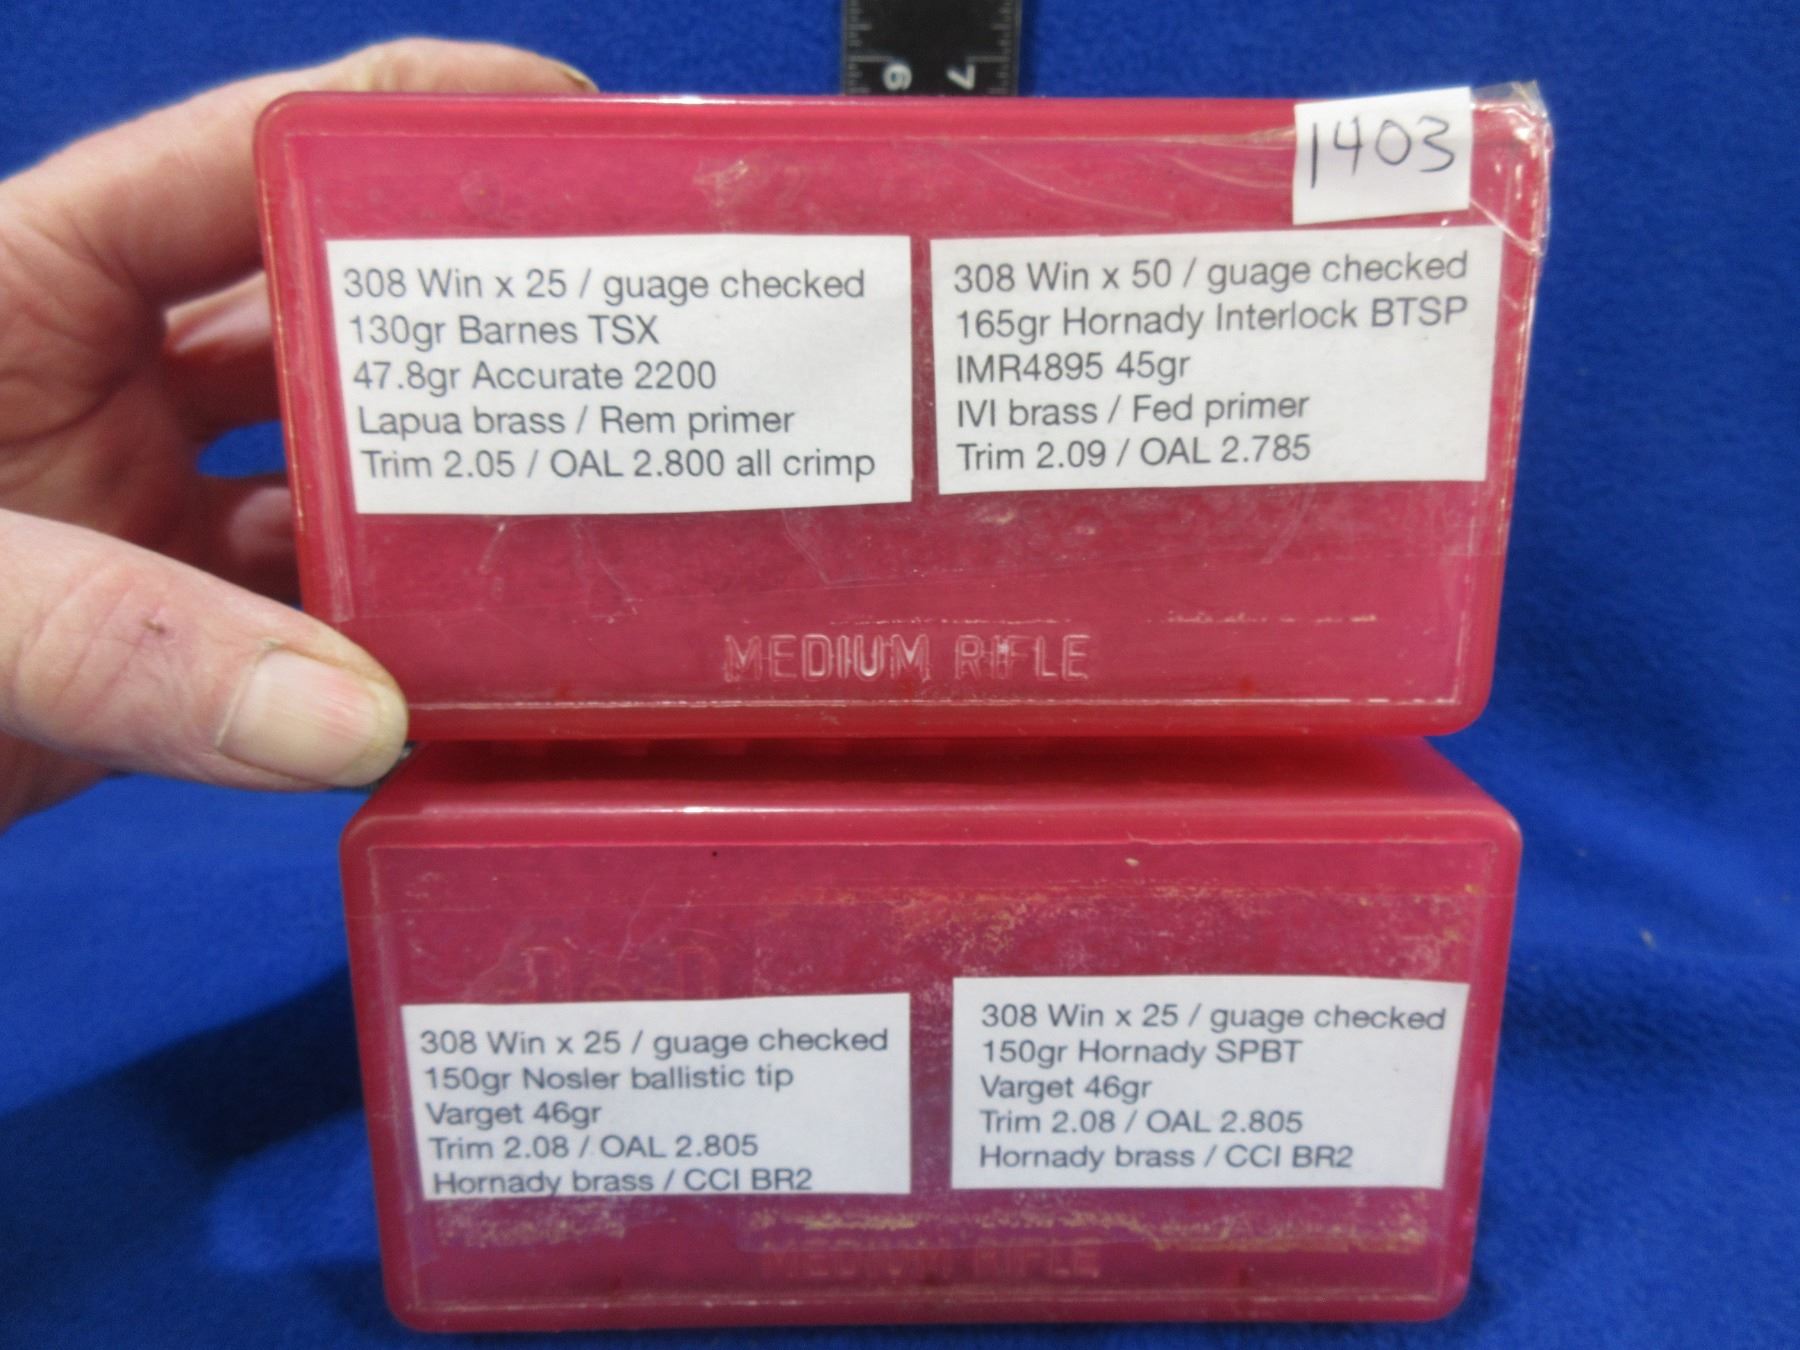 6 7
1403
308 Win x 25 / guage checked
130gr Barnes TSX
47.8gr Accurate 2200
Lapua brass / Rem primer
Trim 2.05 / OAL 2.800 all crimp
308 Win x 50 / guage checked
165gr Hornady Interlock BTSP
IMR4895 45gr
IVI brass / Fed primer
Trim 2.09 / OAL 2.785
MEDIUM RIFLE
308 Win x 25 / guage checked
150gr Nosler ballistic tip
Varget 46gr
Trim 2.08 / OAL 2.805
Hornady brass / CCI BR2
308 Win x 25 / guage checked
150gr Hornady SPBT
Varget 46gr
Trim 2.08 / OAL 2.805
Hornady brass / CCI BR2
MEDIUM RIFLE